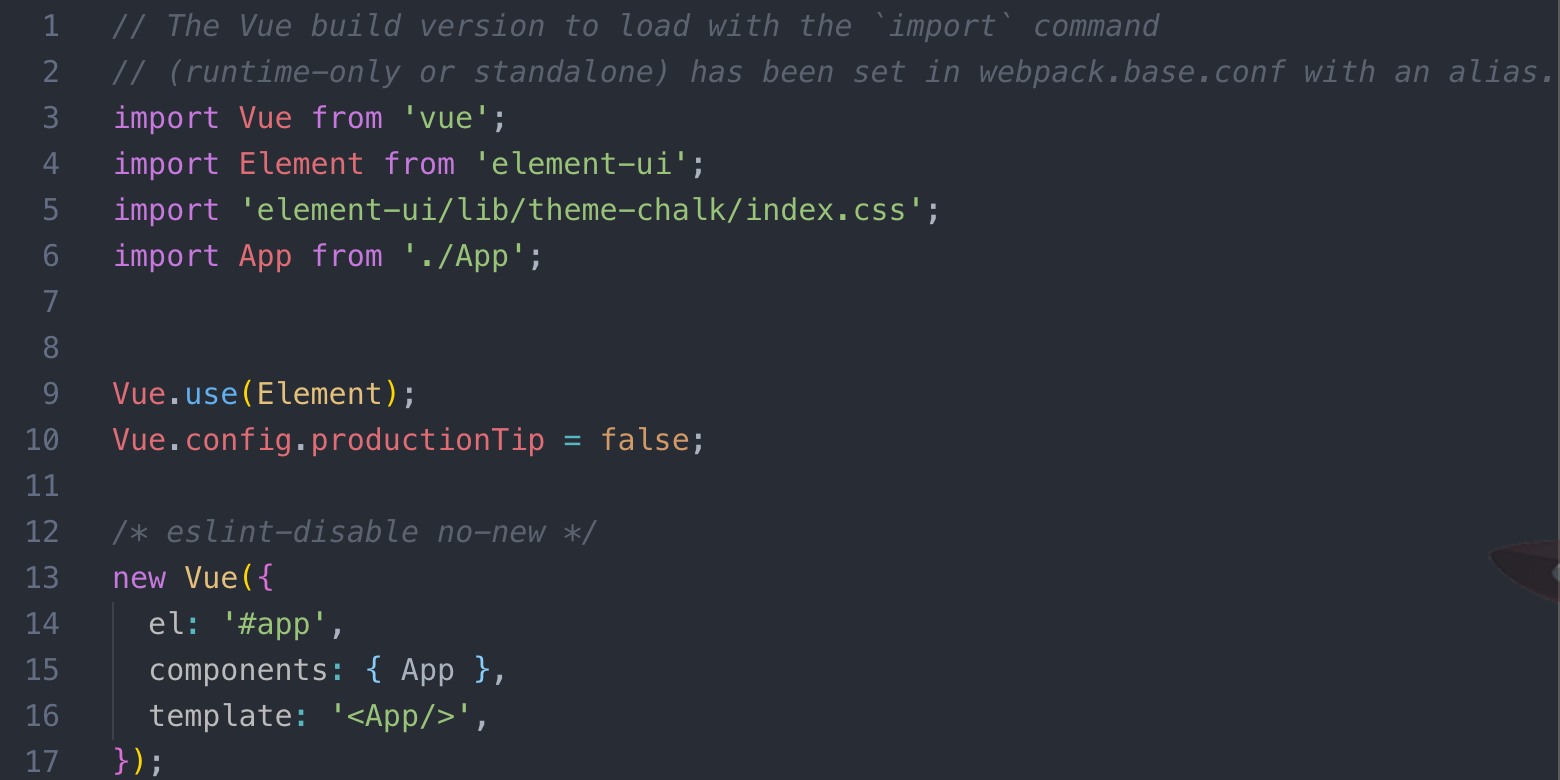 1 // The Vue build version to load with the `import` command
2 // (runtime-only or standalone) has been set in webpack.base.conf with an alias.
3 import Vue from 'vue';
4 import Element from 'element-ui';
5 import 'element-ui/lib/theme-chalk/index.css';
6 import App from './App';
7
8
9 Vue.use(Element);
10 Vue.config.productionTip = false;
11
12 /* eslint-disable no-new */
13 new Vue({
14   el: '#app',
15   components: { App },
16   template: '<App/>',
17 });